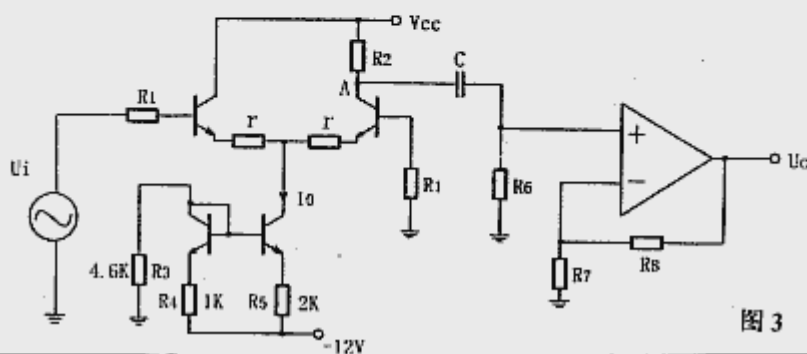 Vcc
R2
C
A
R1
r
r
+
Uo
Ui
R1
R6
−
I0
4.6K
R3
R7
R8
R4
1K
R5
2K
-12V
图 3